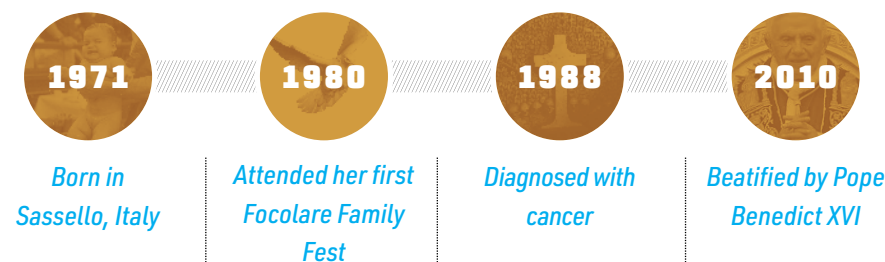 1971
1980
1988
2010
Born in
Sassello, Italy
Attended her first
Focolare Family
Fest
Diagnosed with
cancer
Beatified by Pope
Benedict XVI